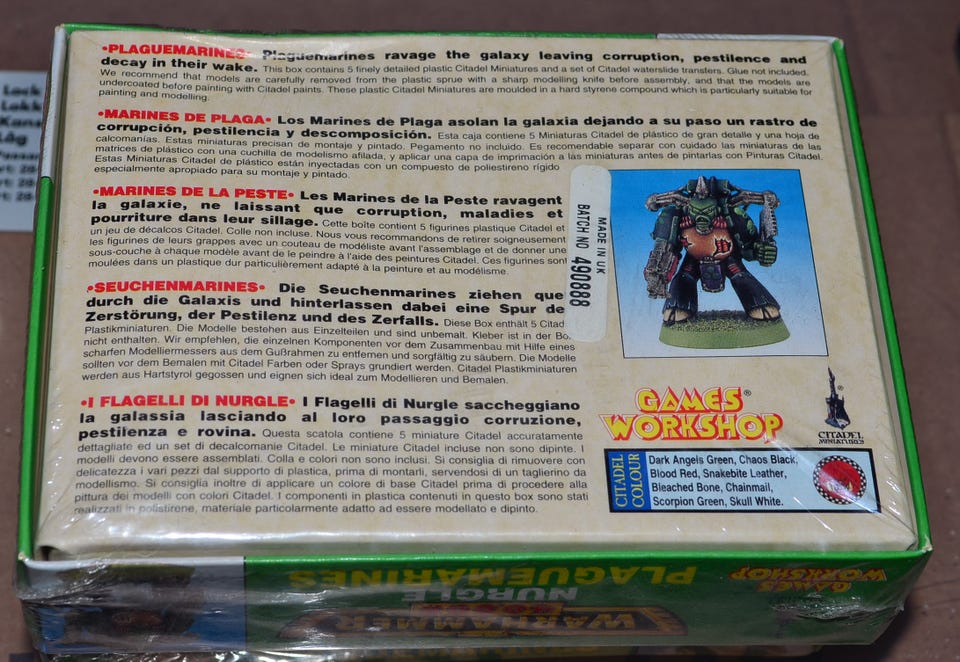 •PLAGUEMARINES• Plaguemarines ravage the galaxy leaving corruption, pestilence and
decay in their wake. This box contains 5 finely detailed plastic Citadel Miniatures and a set of Citadel waterslide transfers. Glue not included.
We recommend that models are carefully removed from the plastic sprue with a sharp modelling knife before assembly, and that the models are
undercoated before painting with Citadel paints. These plastic Citadel Miniatures are moulded in a hard styrene compound which is particularly suitable for
painting and modelling.
•MARINES DE PLAGA• Los Marines de Plaga asolan la galaxia dejando a su paso un rastro de
corrupción, pestilencia y descomposición. Esta caja contiene 5 Miniaturas Citadel de plástico de gran detalle y una hoja de
calcomanías. Estas miniaturas precisan de montaje y pintado. Pegamento no incluido. Es recomendable separar con cuidado las miniaturas de las
matrices de plástico con una cuchilla de modelismo afilada, y aplicar una capa de imprimación a las miniaturas antes de pintarlas con Pinturas Citadel.
Estas Miniaturas Citadel de plástico están inyectadas con un compuesto de poliestireno rígido
especialmente apropiado para su montaje y pintado.
•MARINES DE LA PESTE• Les Marines de la Peste ravagent
la galaxie, ne laissant que corruption, maladies et
pourriture dans leur sillage. Cette boîte contient 5 figurines plastique Citadel et
un jeu de décalcos Citadel. Colle non incluse. Nous vous recommandons de retirer soigneusement
les figurines de leurs grappes avec un couteau de modéliste avant l'assemblage et de donner une
sous-couche à chaque modèle avant de le peindre à l'aide des peintures Citadel. Ces figurines sont
moulées dans un plastique dur particulièrement adapté à la peinture et au modélisme.
•SEUCHENMARINES• Die Seuchenmarines ziehen que
durch die Galaxis und hinterlassen dabei eine Spur de
Zerstörung, der Pestilenz und des Zerfalls. Diese Box enthält 5 Citad
Plastikminiaturen. Die Modelle bestehen aus Einzelteilen und sind unbemalt. Kleber ist in der Box
nicht enthalten. Wir empfehlen, die einzelnen Komponenten vor dem Zusammenbau mit Hilfe eines
scharfen Modelliermessers aus dem Gußrahmen zu entfernen und sorgfältig zu säubern. Die Modelle
sollten vor dem Bemalen mit Citadel Farben oder Sprays grundiert werden. Citadel Plastikminiaturen
werden aus Hartstyrol gegossen und eignen sich ideal zum Modellieren und Bemalen.
•I FLAGELLI DI NURGLE• I Flagelli di Nurgle saccheggiano
la galassia lasciando al loro passaggio corruzione,
pestilenza e rovina. Questa scatola contiene 5 miniature Citadel accuratamente
dettagliate ed un set di decalcomanie Citadel. Le miniature Citadel incluse non sono dipinte. I
modelli devono essere assemblati. Colla e colori non sono inclusi. Si consiglia di rimuovere con
delicatezza i vari pezzi dal supporto di plastica, prima di montarli, servendosi di un taglierino da
modellismo. Si consiglia inoltre di applicare un colore di base Citadel prima di procedere alla
pittura dei modelli con colori Citadel. I componenti in plastica contenuti in questo box sono stati
realizzati in polistirene, materiale particolarmente adatto ad essere modellato e dipinto.
MADE IN UK
BATCH NO 490888
GAMES®
WORKSHOP
®
CITADEL
MINIATURES
CITADEL
COLOUR
Dark Angels Green, Chaos Black,
Blood Red, Snakebite Leather,
Bleached Bone, Chainmail,
Scorpion Green, Skull White.
WARHAMMER
NURGLE
PLAGUEMARINES
GAMES
WORKSHOP